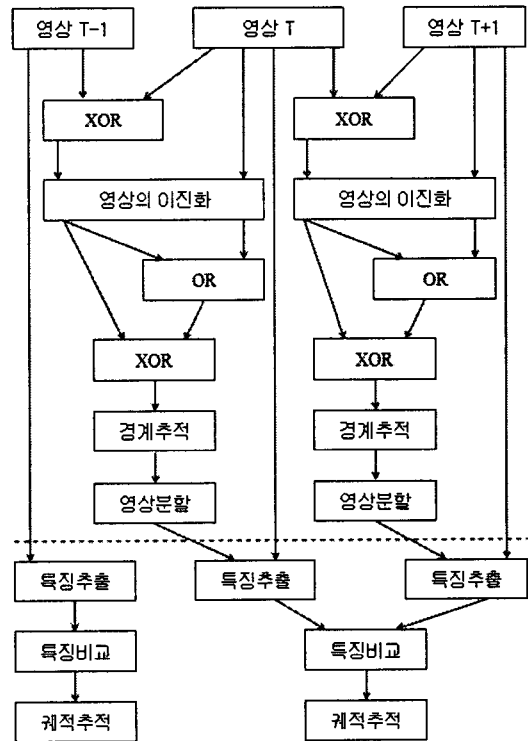 영상 T-1
영상 T
영상 T+1
XOR
XOR
영상의 이진화
영상의 이진화
OR
OR
XOR
XOR
경계추적
경계추적
영상분할
영상분할
특징추출
특징추출
특징추출
특징비교
특징비교
궤적추적
궤적추적